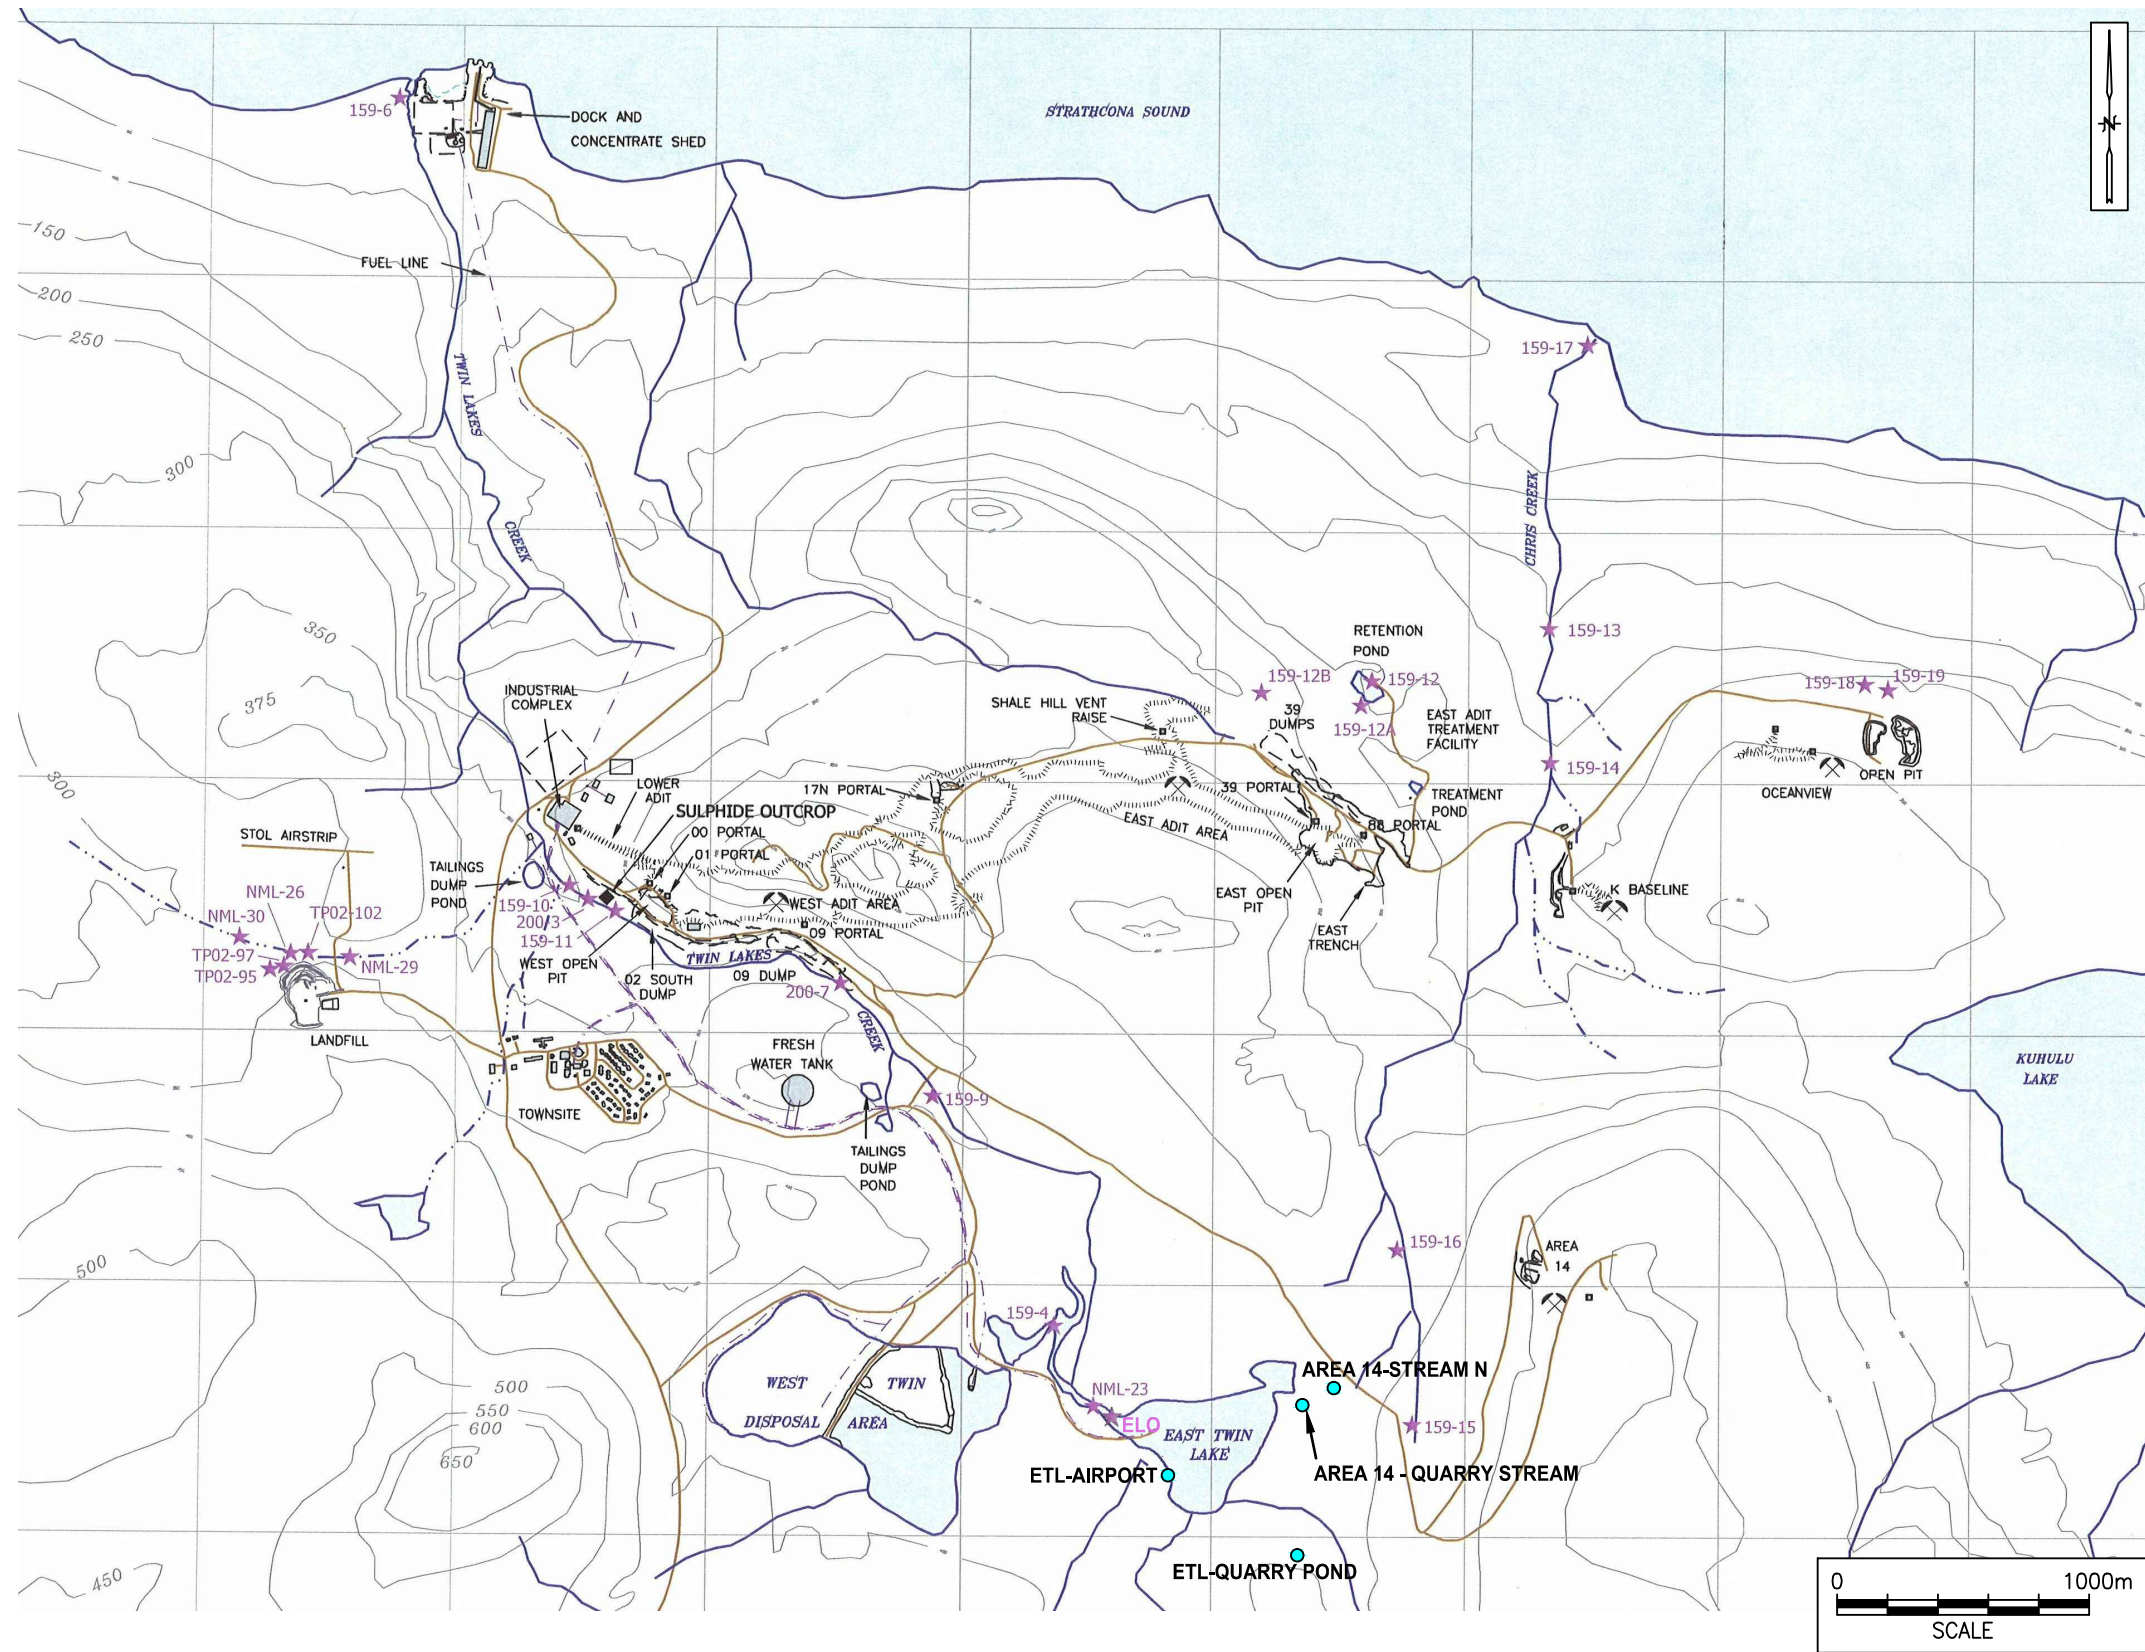 159-6
DOCK AND
CONCENTRATE SHED
STRATHCONA SOUND
N
150
FUEL LINE
200
250
159-17
TWIN LAKES
CREEK
300
CHRIS CREEK
350
375
300
159-13
RETENTION
POND
159-12B
159-12
159-12A
INDUSTRIAL
COMPLEX
SHALE HILL VENT
RAISE
39
DUMPS
EAST ADIT
TREATMENT
FACILITY
159-18
159-19
159-14
OPEN PIT
OCEANVIEW
LOWER
ADIT
17N PORTAL
39 PORTAL
TREATMENT
POND
SULPHIDE OUTCROP
00 PORTAL
01 PORTAL
EAST ADIT AREA
88 PORTAL
STOL AIRSTRIP
TAILINGS
DUMP
POND
NML-26
NML-30
TP02-102
TP02-97
TP02-95
NML-29
159-10
200-3
159-11
WEST ADIT AREA
EAST OPEN
PIT
K BASELINE
09 PORTAL
EAST
TRENCH
WEST OPEN
PIT
TWIN LAKES
02 SOUTH
DUMP
09 DUMP
200-7
CREEK
LANDFILL
FRESH
WATER TANK
KUHULU
LAKE
159-9
TOWNSITE
TAILINGS
DUMP
POND
500
159-16
AREA
14
159-4
AREA 14-STREAM N
WEST TWIN
DISPOSAL AREA
NML-23
ELO
EAST TWIN
LAKE
159-15
500
550
600
650
ETL-AIRPORT
AREA 14 - QUARRY STREAM
450
ETL-QUARRY POND
0 1000m
SCALE